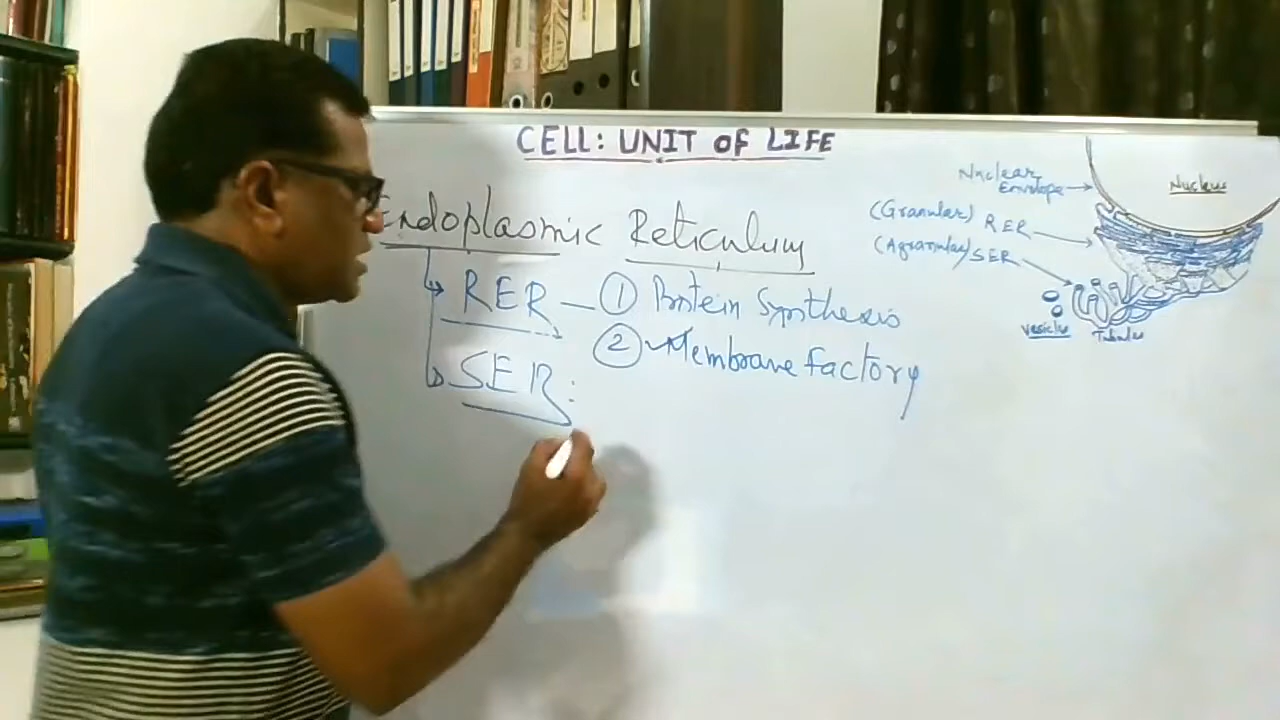 CELL: UNIT OF LIFE
Endoplasmic Reticulum
RER — ① Protein Synthesis
② Membrane factory
SER:
Nuclear
Envelope
Nucleus
(Granular) RER
(Agranular) SER
Vesicles
Tubules